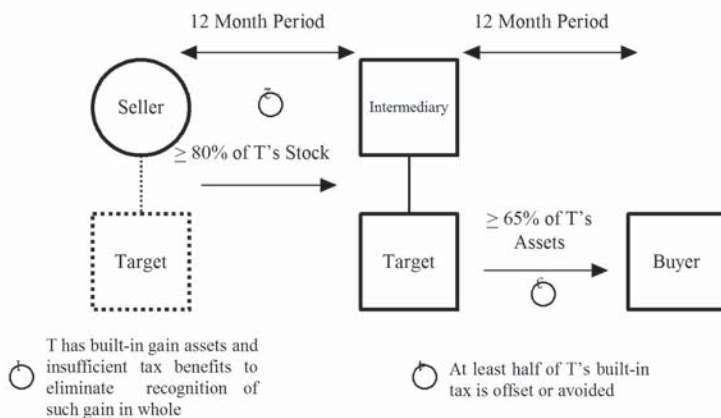 12 Month Period
12 Month Period
Seller
Intermediary
≥ 80% of T's Stock
≥ 65% of T's
Assets
Target
Target
Buyer
T has built-in gain assets and
insufficient tax benefits to
eliminate recognition of
such gain in whole
At least half of T's built-in
tax is offset or avoided